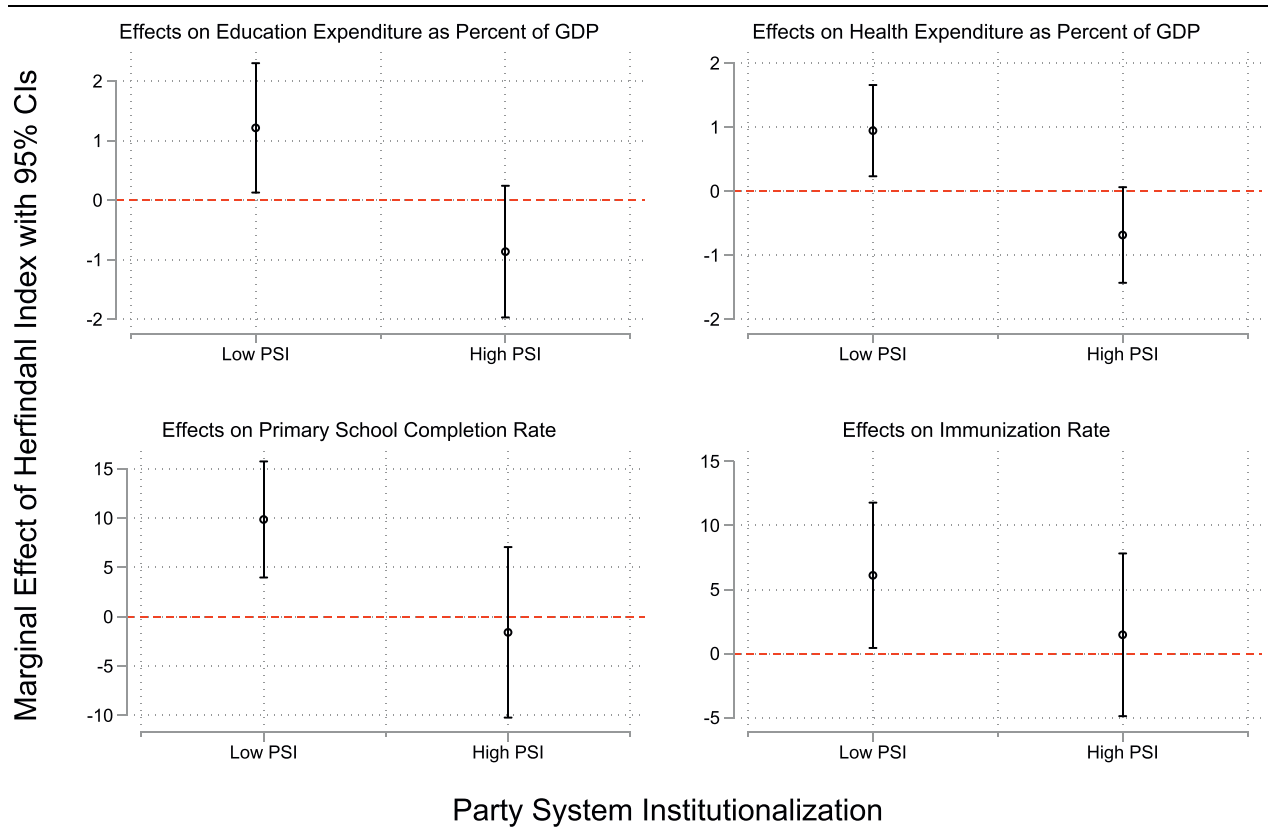 Marginal Effect of Herfindahl Index with 95% CIs
Effects on Education Expenditure as Percent of GDP
2
1
0
-1
-2
Low PSI
High PSI
Effects on Health Expenditure as Percent of GDP
2
1
0
-1
-2
Low PSI
High PSI
Effects on Primary School Completion Rate
15
10
5
0
-5
-10
Low PSI
High PSI
Effects on Immunization Rate
15
10
5
0
-5
Low PSI
High PSI
Party System Institutionalization